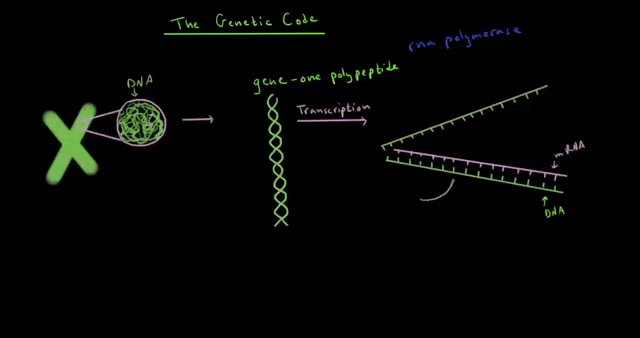 The Genetic Code
rna polymerase
DNA
gene-one polypeptide
Transcription
mRNA
DNA